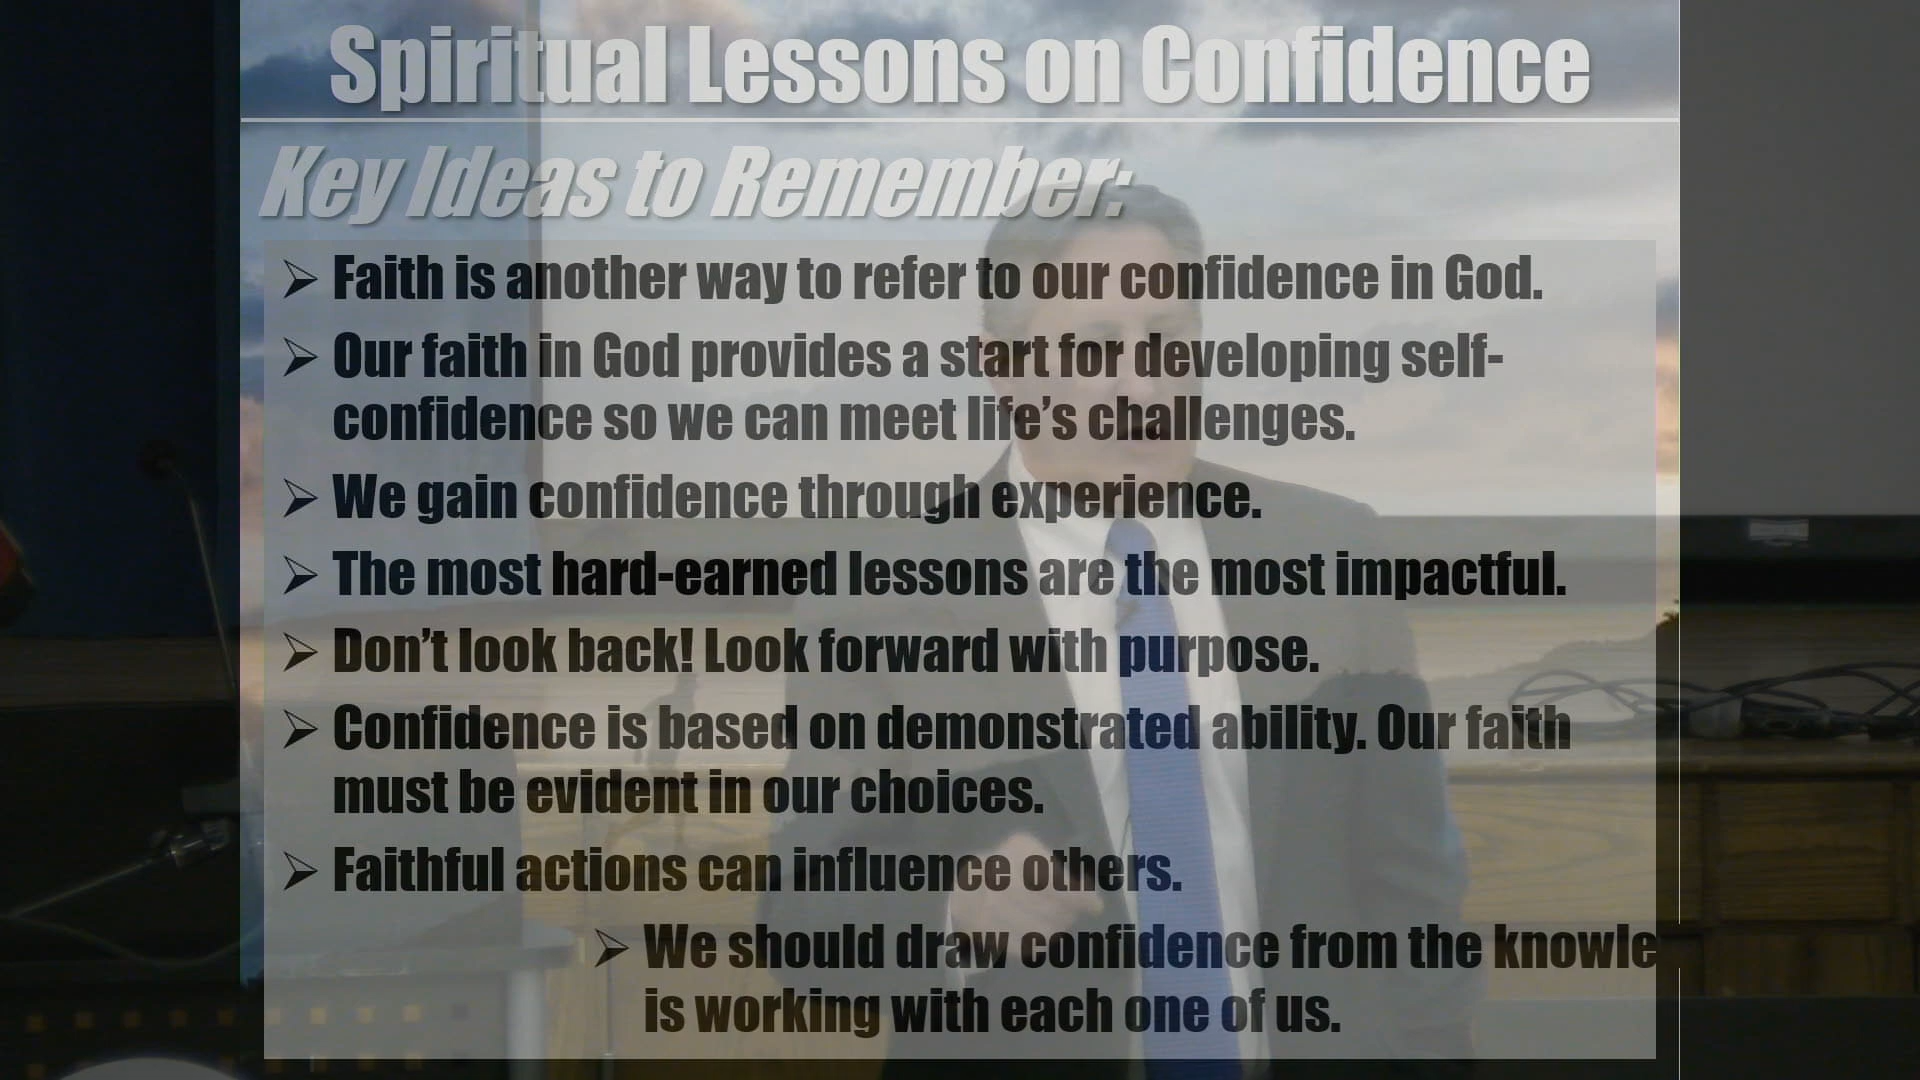 Spiritual Lessons on Confidence
Key Ideas to Remember:
➢ Faith is another way to refer to our confidence in God.
➢ Our faith in God provides a start for developing self-
confidence so we can meet life’s challenges.
➢ We gain confidence through experience.
➢ The most hard-earned lessons are the most impactful.
➢ Don’t look back! Look forward with purpose.
➢ Confidence is based on demonstrated ability. Our faith
must be evident in our choices.
➢ Faithful actions can influence others.
➢ We should draw confidence from the knowle
is working with each one of us.